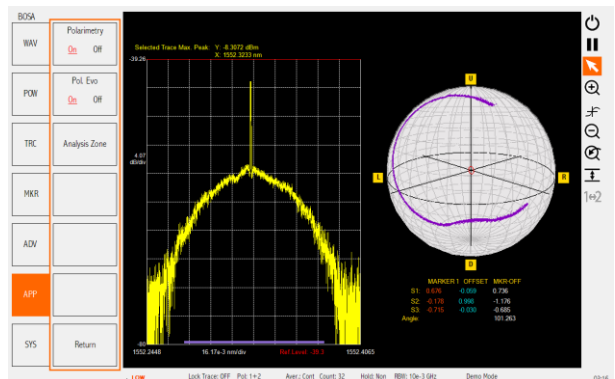 BOSA
WAV
POW
TRC
MKR
ADV
APP
SYS
Polarimetry
On Off
Pol. Evo
On Off
Analysis Zone
Return
Selected Trace Max. Peak: Y: -8.3072 dBm
X: 1552.3233 nm
-39.26
4.07
dB/div
-80
1552.2448 16.17e-3 nm/div Ref Level: -39.3 1552.4065
U
L
R
D
MARKER 1 OFFSET MKR-OFF
S1: 0.676 -0.059 0.736
S2: -0.178 0.998 -1.176
S3: -0.715 -0.030 -0.685
Angle: 101.263
1⇔2
LOW Lock Trace: OFF Pol: 1+2 Aver.: Cont Count: 32 Hold: Non RBW: 10e-3 GHz Demo Mode